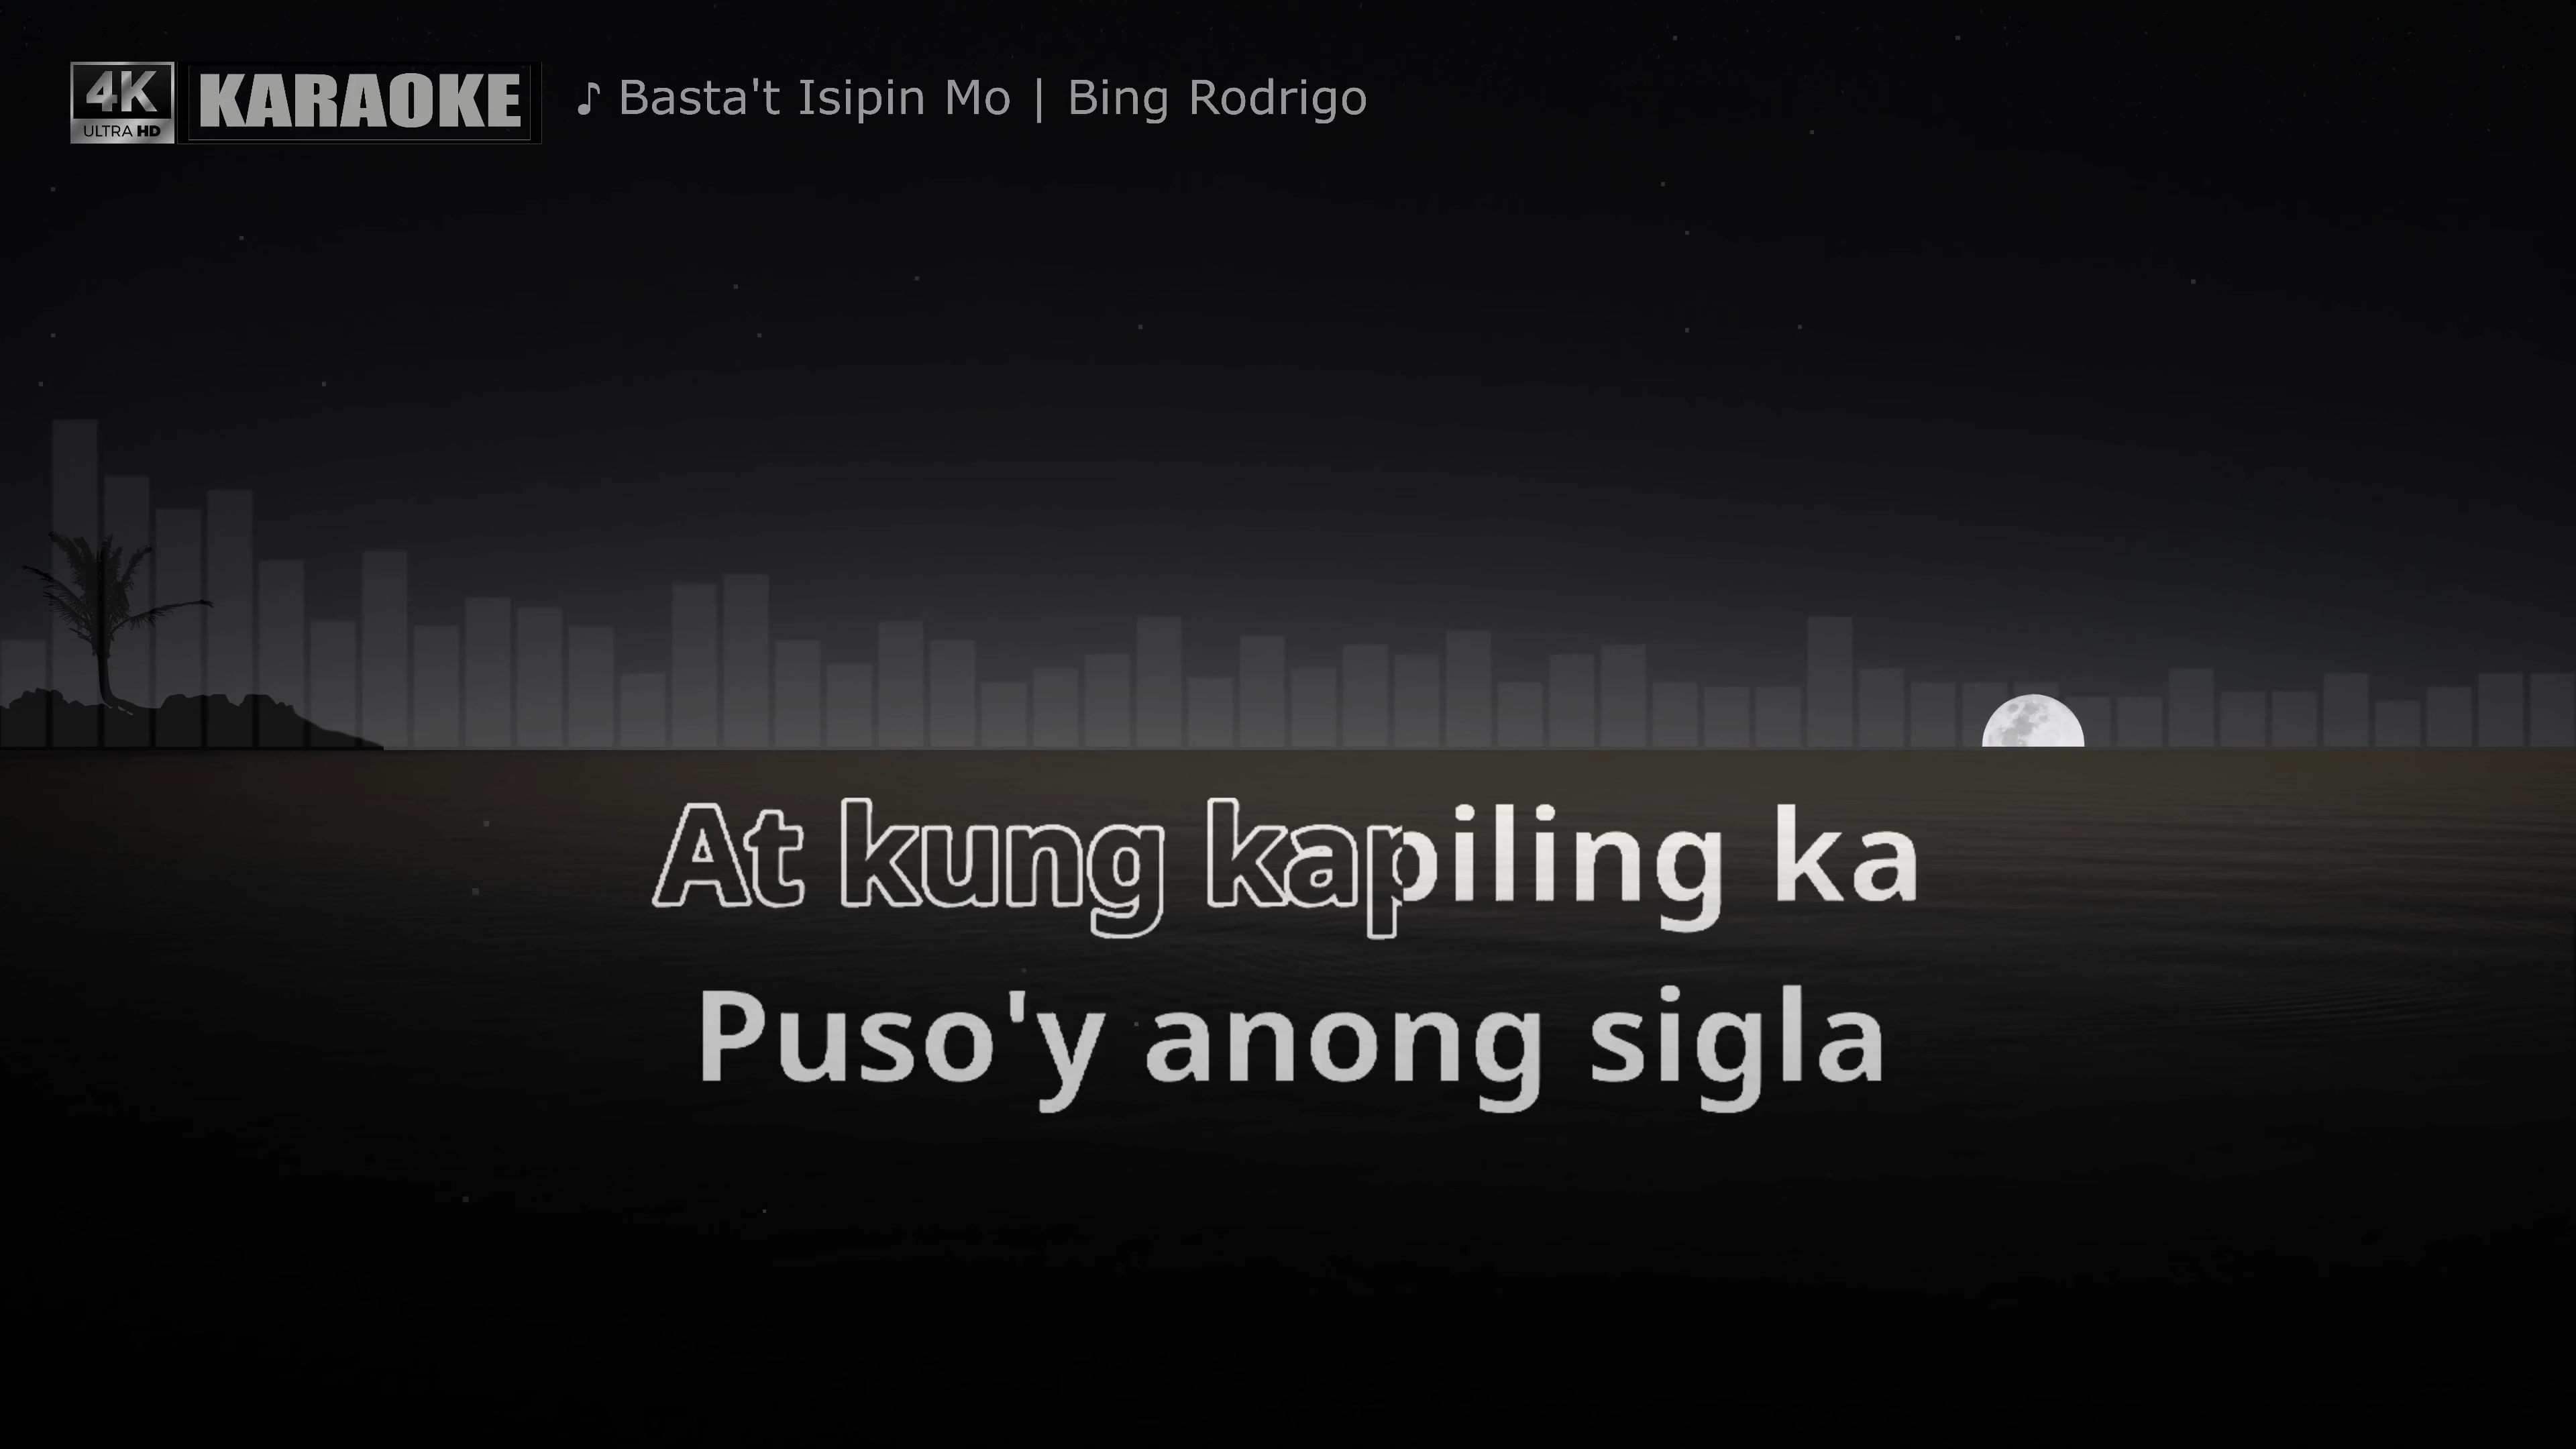 4K ULTRA HD KARAOKE ♪ Basta't Isipin Mo | Bing Rodrigo
At kung kapiling ka
Puso'y anong sigla